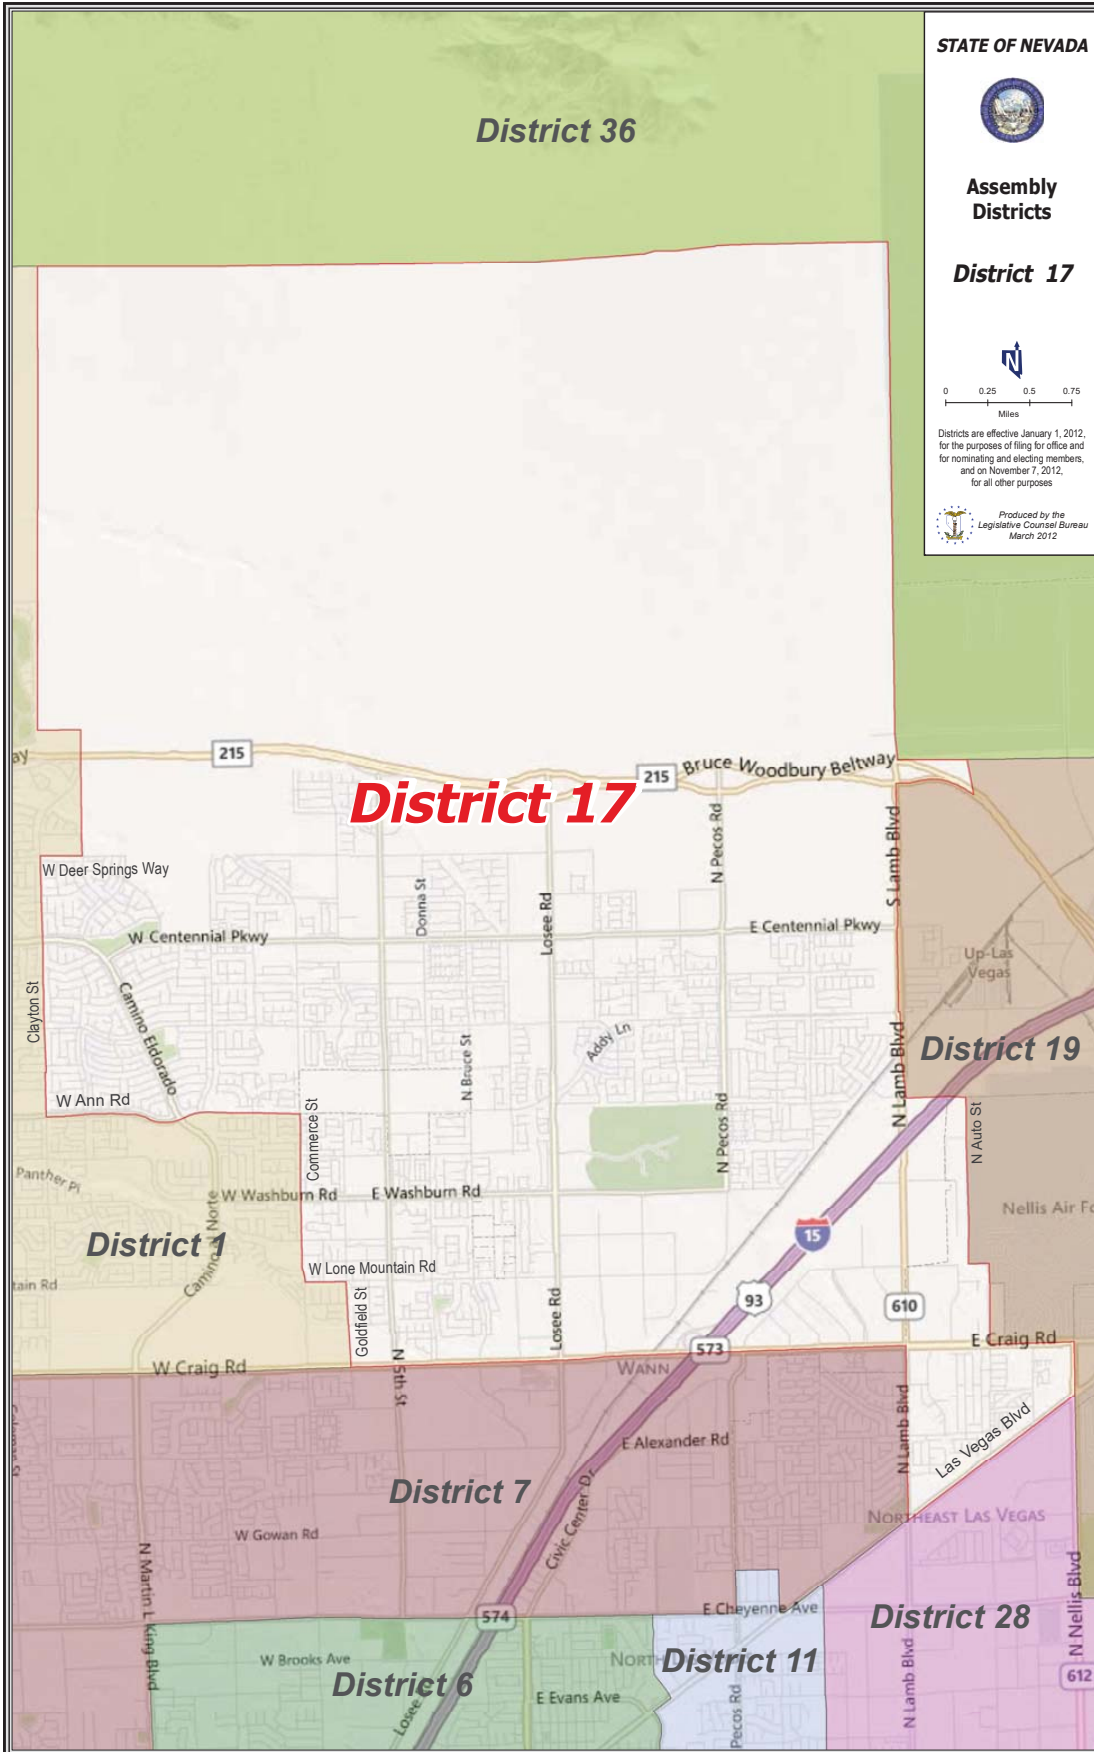 STATE OF NEVADA
Assembly
Districts
District 17
N
0 0.25 0.5 0.75
Miles
Districts are effective January 1, 2012,
for the purposes of filing for office and
for nominating and electing members,
and on November 7, 2012,
for all other purposes
Produced by the
Legislative Counsel Bureau
March 2012
District 36
ay
215
215
Bruce Woodbury Beltway
District 17
W Deer Springs Way
Donna St
Losee Rd
N Pecos Rd
S Lamb Blvd
W Centennial Pkwy
E Centennial Pkwy
Up-Las
Vegas
Clayton St
Camino Eldorado
N Bruce St
Addy Ln
N Lamb Blvd
District 19
W Ann Rd
Commerce St
N Pecos Rd
N Auto St
Panther Pl
W Washburn Rd
E Washburn Rd
Nellis Air Fo
District 1
Camino Al Norte
15
W Lone Mountain Rd
tain Rd
Goldfield St
Losee Rd
93
610
W Craig Rd
N 5th St
WANN
573
E Craig Rd
N Lamb Blvd
Las Vegas Blvd
E Alexander Rd
District 7
Civic Center Dr
W Gowan Rd
NORTHEAST LAS VEGAS
N Martin L King Blvd
574
E Cheyenne Ave
District 28
N Nellis Blvd
W Brooks Ave
District 6
District 11
E Evans Ave
Losee
Pecos Rd
N Lamb Blvd
612